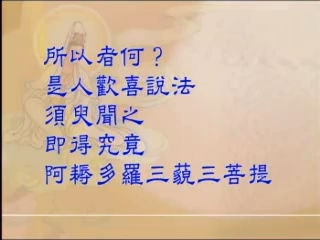 所以者何？
是人歡喜說法
須臾聞之
即得究竟
阿耨多羅三藐三菩提